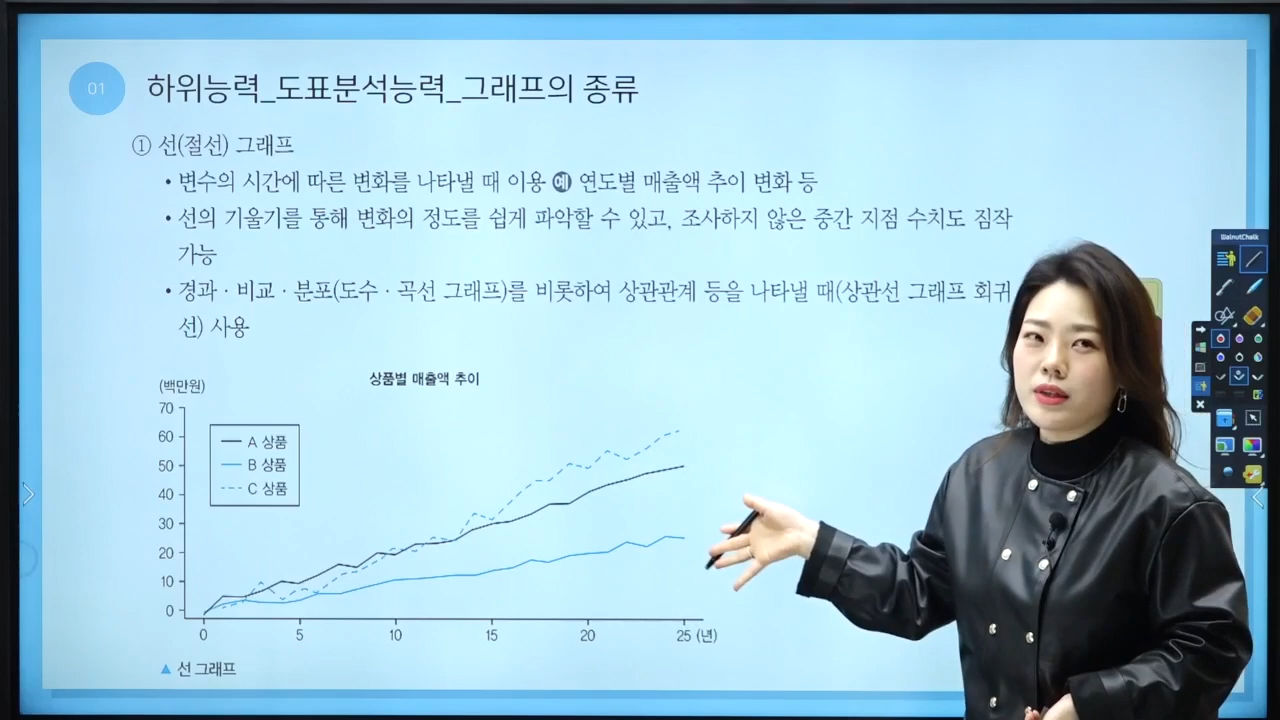 01
하위능력_도표분석능력_그래프의 종류
① 선(절선) 그래프
• 변수의 시간에 따른 변화를 나타낼 때 이용 예 연도별 매출액 추이 변화 등
• 선의 기울기를 통해 변화의 정도를 쉽게 파악할 수 있고, 조사하지 않은 중간 지점 수치도 짐작
가능
• 경과 · 비교 · 분포(도수 · 곡선 그래프)를 비롯하여 상관관계 등을 나타낼 때(상관선 그래프 회귀
선) 사용
상품별 매출액 추이
(백만원)
70
60
50
40
30
20
10
0
A 상품
B 상품
C 상품
0 5 10 15 20 25 (년)
▲ 선 그래프
WalnutChalk